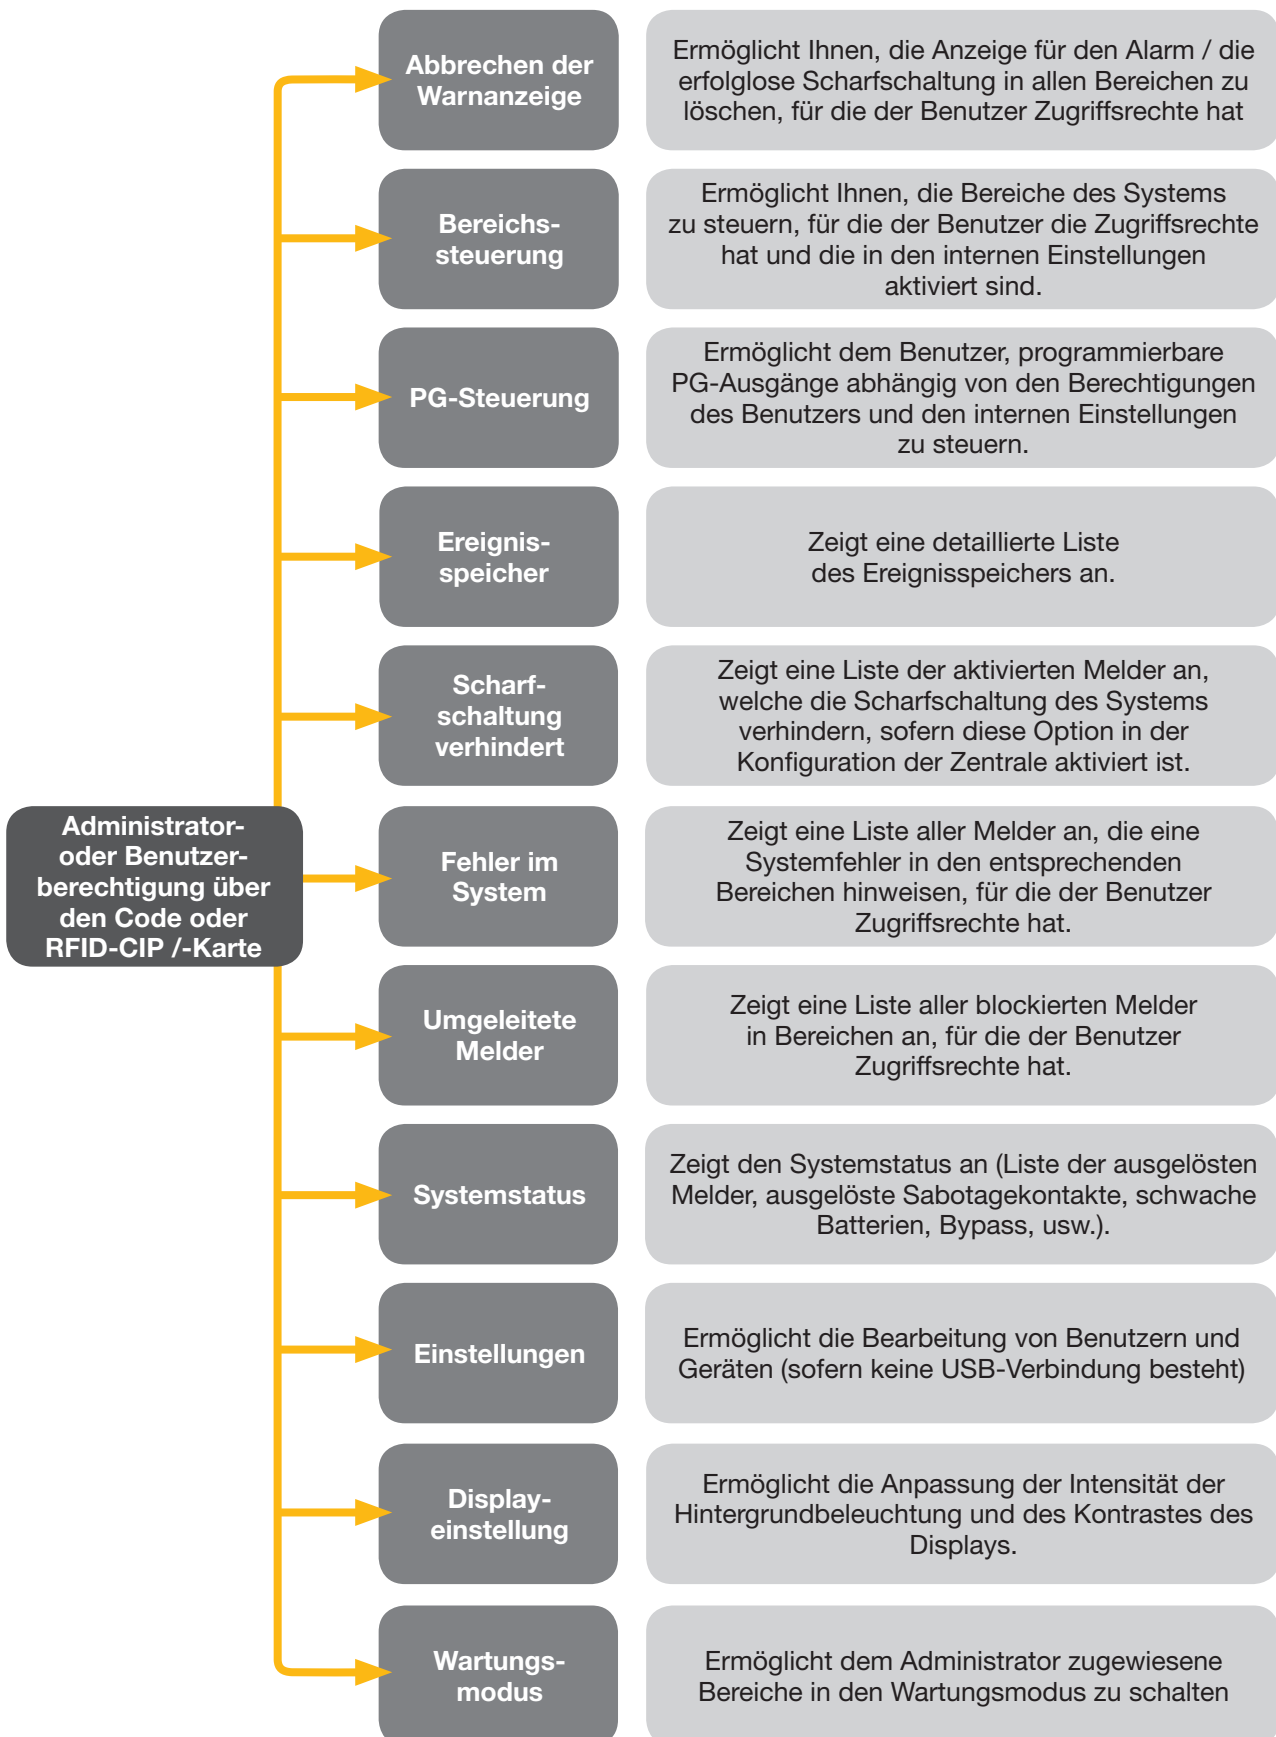 Abbrechen der
Warnanzeige
Ermöglicht Ihnen, die Anzeige für den Alarm / die
erfolglose Scharfschaltung in allen Bereichen zu
löschen, für die der Benutzer Zugriffsrechte hat
Bereichs-
steuerung
Ermöglicht Ihnen, die Bereiche des Systems
zu steuern, für die der Benutzer die Zugriffsrechte
hat und die in den internen Einstellungen
aktiviert sind.
PG-Steuerung
Ermöglicht dem Benutzer, programmierbare
PG-Ausgänge abhängig von den Berechtigungen
des Benutzers und den internen Einstellungen
zu steuern.
Ereignis-
speicher
Zeigt eine detaillierte Liste
des Ereignisspeichers an.
Scharf-
schaltung
verhindert
Zeigt eine Liste der aktivierten Melder an,
welche die Scharfschaltung des Systems
verhindern, sofern diese Option in der
Konfiguration der Zentrale aktiviert ist.
Administrator-
oder Benutzer-
berechtigung über
den Code oder
RFID-CIP /-Karte
Fehler im
System
Zeigt eine Liste aller Melder an, die eine
Systemfehler in den entsprechenden
Bereichen hinweisen, für die der Benutzer
Zugriffsrechte hat.
Umgeleitete
Melder
Zeigt eine Liste aller blockierten Melder
in Bereichen an, für die der Benutzer
Zugriffsrechte hat.
Systemstatus
Zeigt den Systemstatus an (Liste der ausgelösten
Melder, ausgelöste Sabotagekontakte, schwache
Batterien, Bypass, usw.).
Einstellungen
Ermöglicht die Bearbeitung von Benutzern und
Geräten (sofern keine USB-Verbindung besteht)
Display-
einstellung
Ermöglicht die Anpassung der Intensität der
Hintergrundbeleuchtung und des Kontrastes des
Displays.
Wartungs-
modus
Ermöglicht dem Administrator zugewiesene
Bereiche in den Wartungsmodus zu schalten